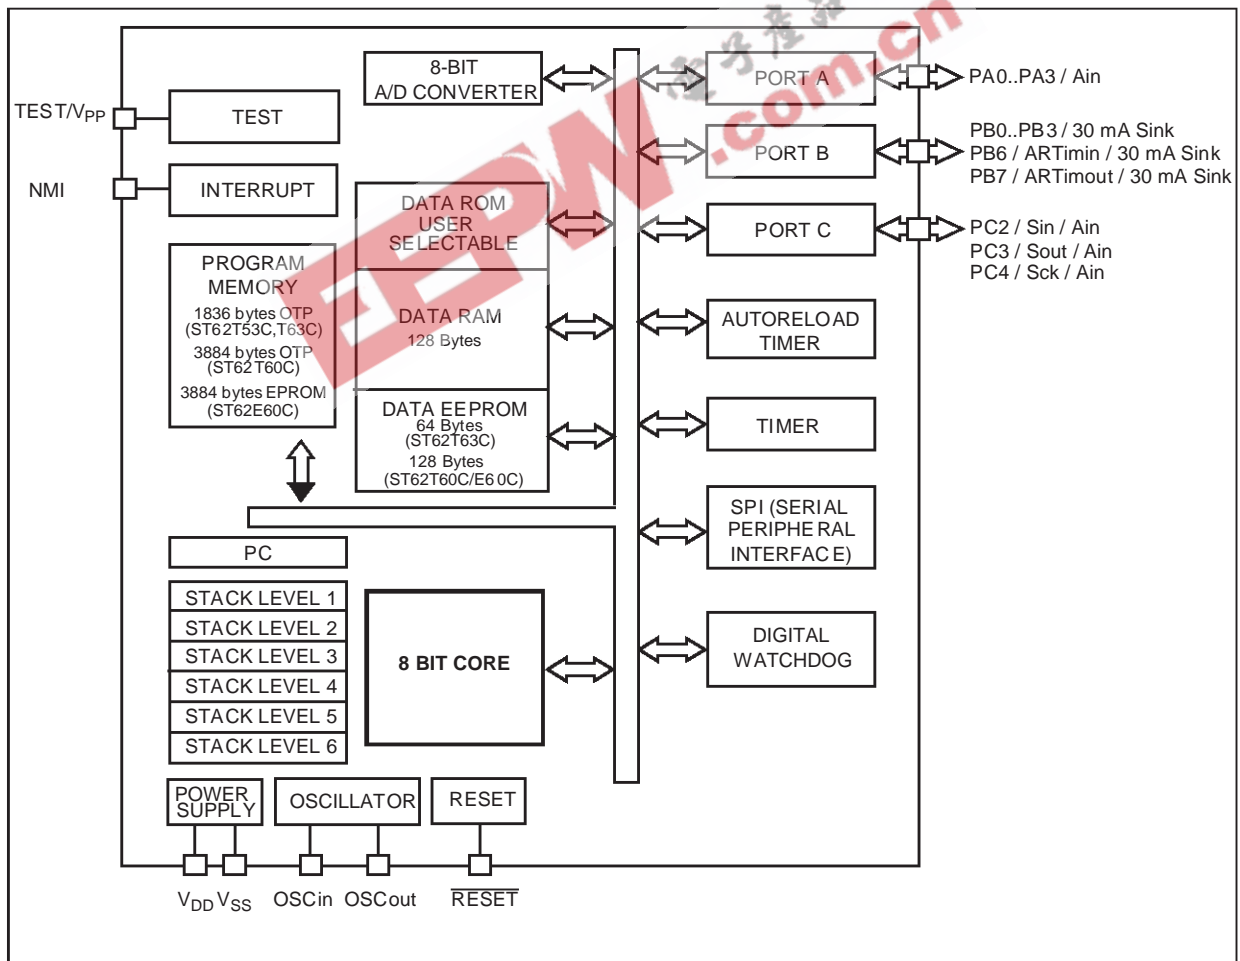 8-BIT
A/D CONVERTER
PORT A
PA0..PA3 / Ain
TEST/VPP
TEST
PORT B
PB0..PB3 / 30 mA Sink
PB6 / ARTimin / 30 mA Sink
PB7 / ARTimout / 30 mA Sink
NMI
INTERRUPT
DATA ROM
USER
SELECTABLE
PORT C
PC2 / Sin / Ain
PC3 / Sout / Ain
PC4 / Sck / Ain
PROGRAM
MEMORY
1836 bytes OTP
(ST62T53C,T63C)
3884 bytes OTP
(ST62T60C)
3884 bytes EPROM
(ST62E60C)
DATA RAM
128 Bytes
AUTORELOAD
TIMER
DATA EEPROM
64 Bytes
(ST62T63C)
128 Bytes
(ST62T60C/E60C)
TIMER
SPI (SERIAL
PERIPHERAL
INTERFACE)
PC
STACK LEVEL 1
STACK LEVEL 2
STACK LEVEL 3
STACK LEVEL 4
STACK LEVEL 5
STACK LEVEL 6
8 BIT CORE
DIGITAL
WATCHDOG
POWER
SUPPLY
OSCILLATOR
RESET
VDD VSS
OSCin
OSCout
RESET
EEPW
電子產品
.com.cn